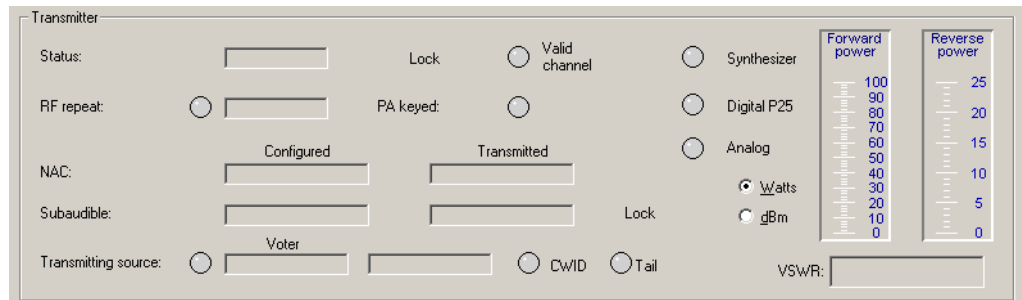 Transmitter
Status:
Lock
Valid
channel
Synthesizer
Forward
power
Reverse
power
RF repeat:
PA keyed:
Digital P25
Analog
Configured
Transmitted
NAC:
Watts
Subaudible:
Lock
dBm
Voter
Transmitting source:
CWID
Tail
VSWR:
100
90
80
70
60
50
40
30
20
10
0
25
20
15
10
5
0